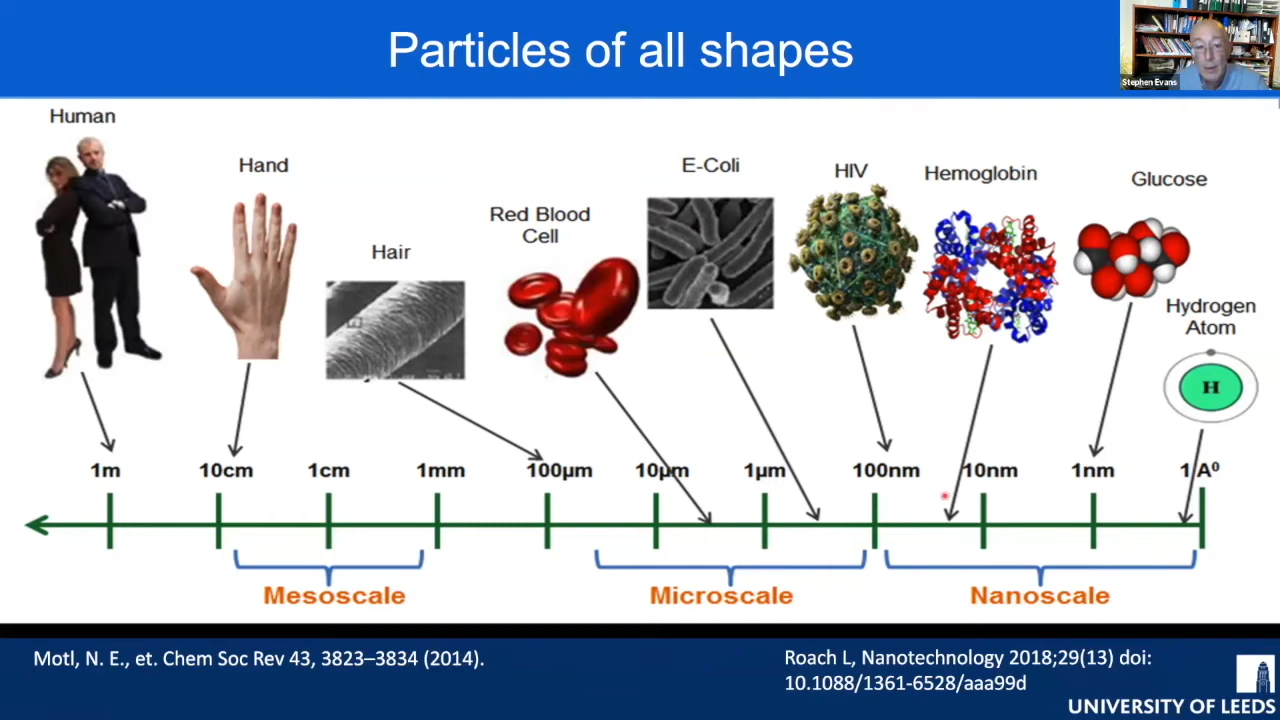 Particles of all shapes
Stephen Evans
Human
Hand
Hair
Red Blood
Cell
E-Coli
HIV
Hemoglobin
Glucose
Hydrogen
Atom
H
1m
10cm
1cm
1mm
100µm
10µm
1µm
100nm
10nm
1nm
1 A⁰
Mesoscale
Microscale
Nanoscale
Motl, N. E., et. Chem Soc Rev 43, 3823–3834 (2014).
Roach L, Nanotechnology 2018;29(13) doi:
10.1088/1361-6528/aaa99d
UNIVERSITY OF LEEDS